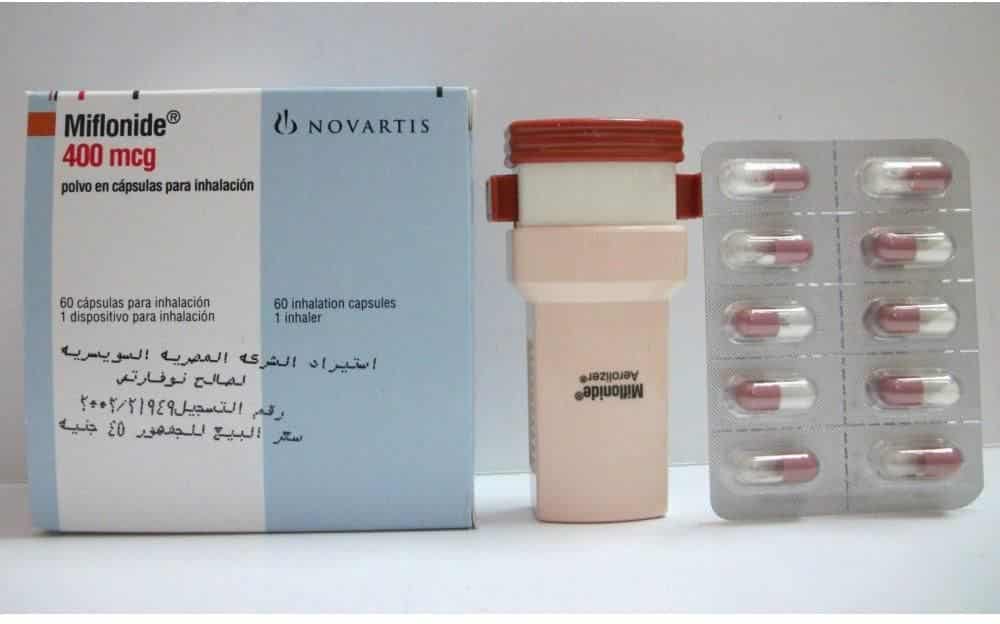 Miflonide®
400 mcg
polvo en cápsulas para inhalación
NOVARTIS
60 cápsulas para inhalación
1 dispositivo para inhalación
60 inhalation capsules
1 inhaler
استيراد الشركه المصريه السويسريه
لصالح نوفارتس
رقم التسجيل ٢٠٠٢/٢١٩٤٩
سعر البيع للجمهور ٤٥ جنيه
Miflonide®
Aerolizer®